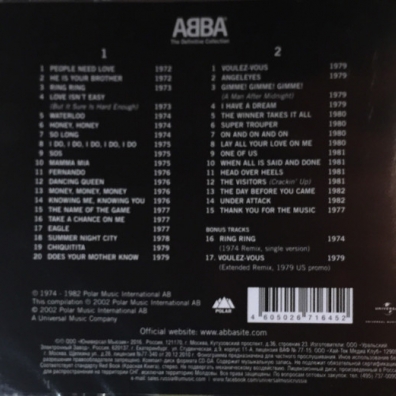 ABBA
The Definitive Collection
1
1 PEOPLE NEED LOVE 1972
2 HE IS YOUR BROTHER 1972
3 RING RING 1973
4 LOVE ISN'T EASY
(But It Sure Is Hard Enough) 1973
5 WATERLOO 1974
6 HONEY, HONEY 1974
7 SO LONG 1974
8 I DO, I DO, I DO, I DO, I DO 1975
9 SOS 1975
10 MAMMA MIA 1975
11 FERNANDO 1976
12 DANCING QUEEN 1976
13 MONEY, MONEY, MONEY 1976
14 KNOWING ME, KNOWING YOU 1976
15 THE NAME OF THE GAME 1977
16 TAKE A CHANCE ON ME 1977
17 EAGLE 1977
18 SUMMER NIGHT CITY 1978
19 CHIQUITITA 1979
20 DOES YOUR MOTHER KNOW 1979
2
1 VOULEZ-VOUS 1979
2 ANGELEYES 1979
3 GIMME! GIMME! GIMME!
(A Man After Midnight) 1979
4 I HAVE A DREAM 1979
5 THE WINNER TAKES IT ALL 1980
6 SUPER TROUPER 1980
7 ON AND ON AND ON 1980
8 LAY ALL YOUR LOVE ON ME 1980
9 ONE OF US 1981
10 WHEN ALL IS SAID AND DONE 1981
11 HEAD OVER HEELS 1981
12 THE VISITORS (Crackin' Up) 1981
13 THE DAY BEFORE YOU CAME 1982
14 UNDER ATTACK 1982
15 THANK YOU FOR THE MUSIC 1977
BONUS TRACKS
16 RING RING 1974
(1974 Remix, single version)
17. VOULEZ-VOUS 1979
(Extended Remix, 1979 US promo)
℗ 1974 - 1982 Polar Music International AB
This compilation ℗ 2002 Polar Music International AB
© 2002 Polar Music International AB
A Universal Music Company
POLAR
4 605026 716452
UNIVERSAL
Official website: www.abbasite.com